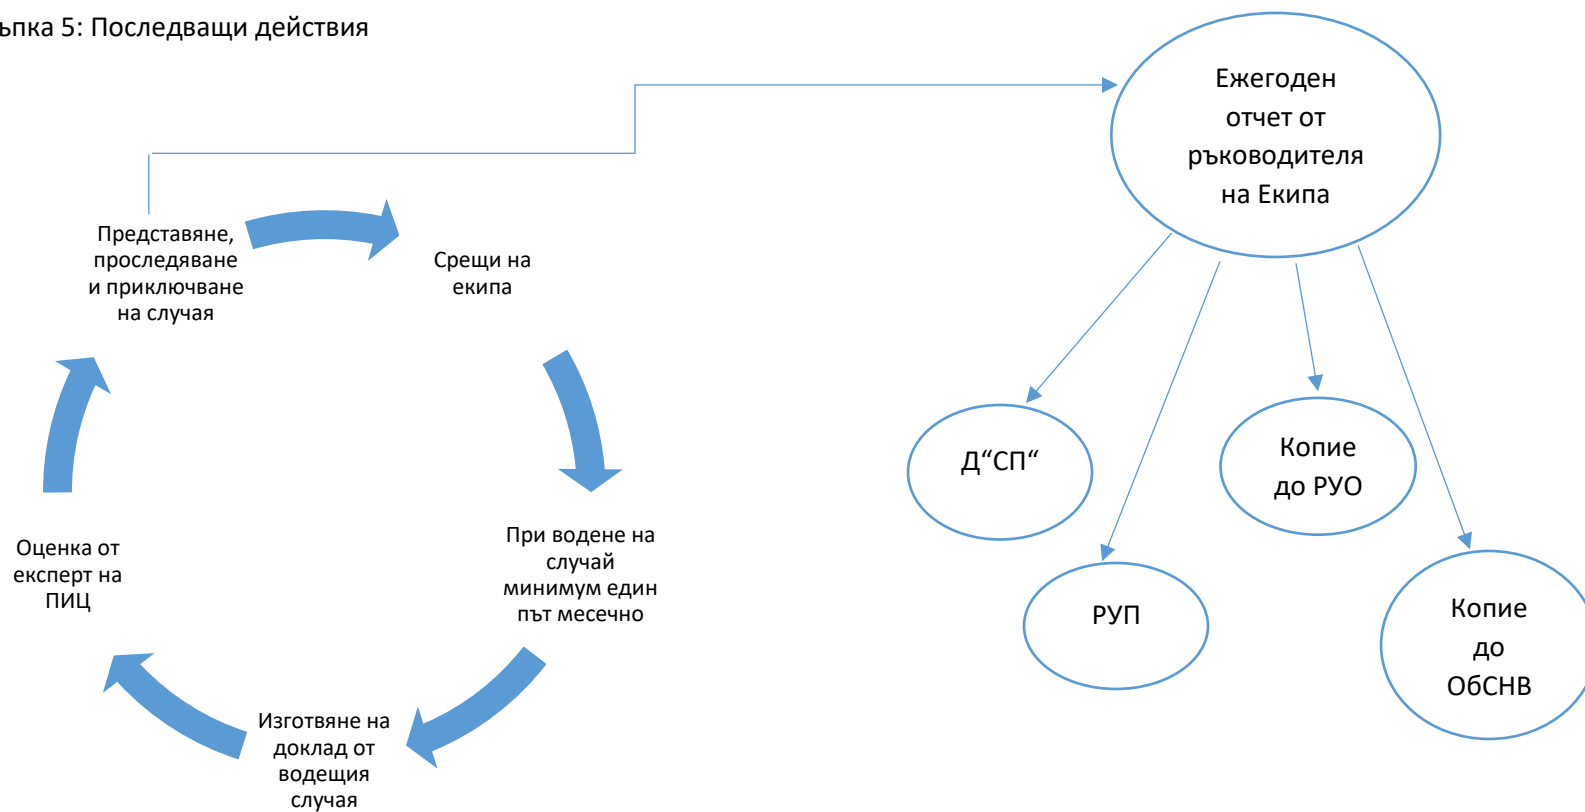 ъпка 5: Последващи действия
Представяне,
проследяване
и приключване
на случая
Срещи на
екипа
При водене на
случай
минимум един
път месечно
Изготвяне на
доклад от
водещия
случая
Оценка от
експерт на
ПИЦ
Ежегоден
отчет от
ръководителя
на Екипа
Д“СП“
РУП
Копие
до РУО
Копие
до
ОбСНВ